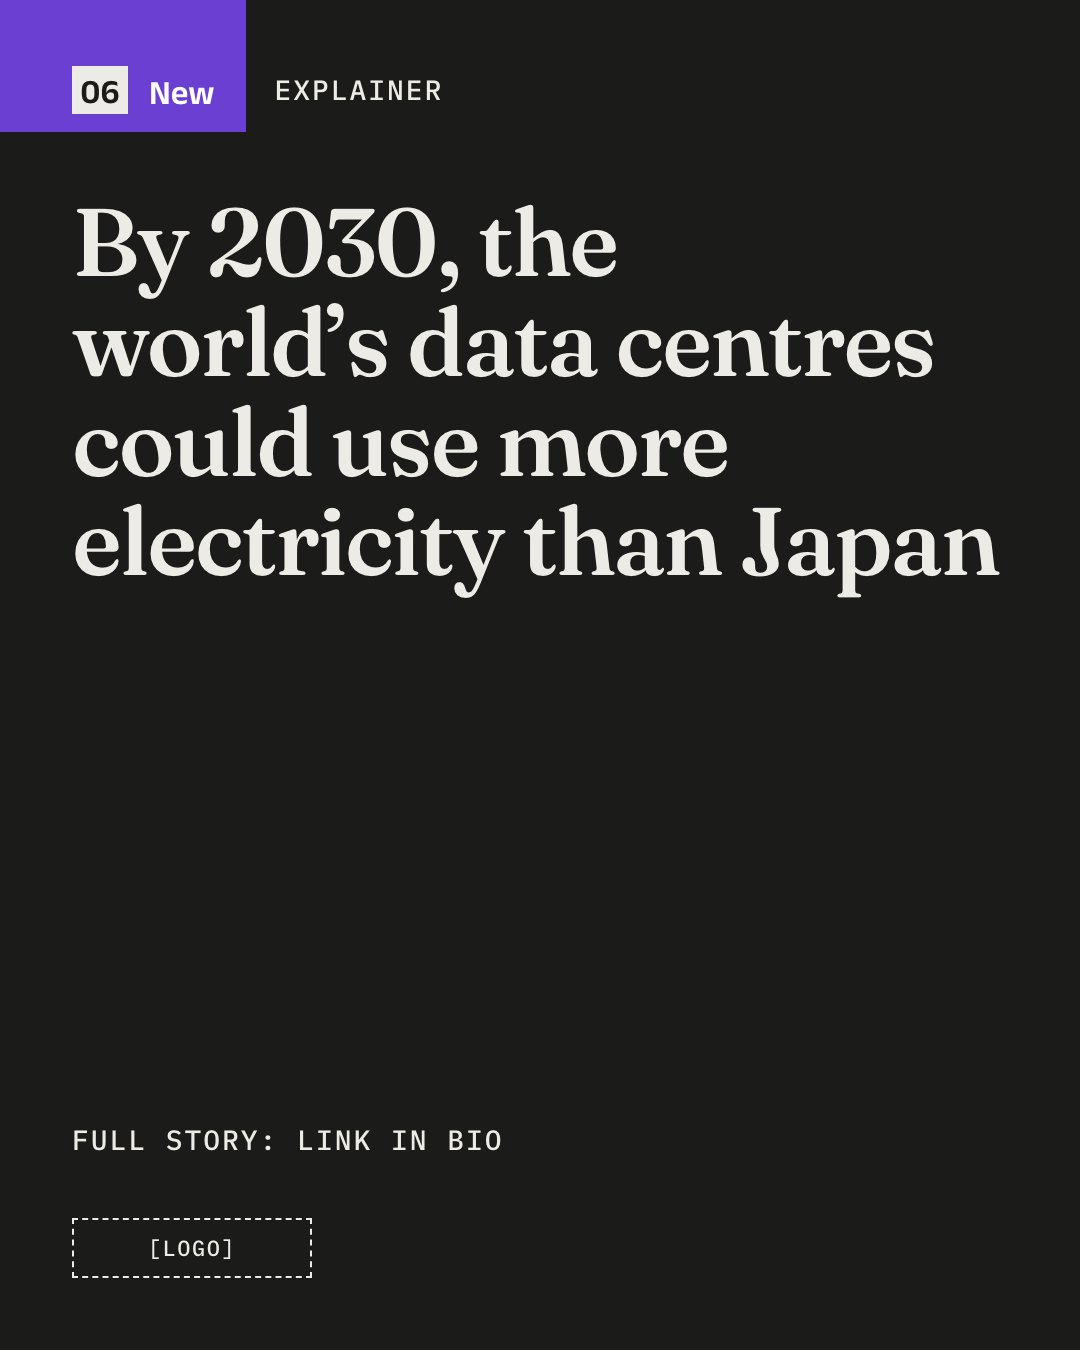 06 New EXPLAINER
By 2030, the
world’s data centres
could use more
electricity than Japan
FULL STORY: LINK IN BIO
[LOGO]